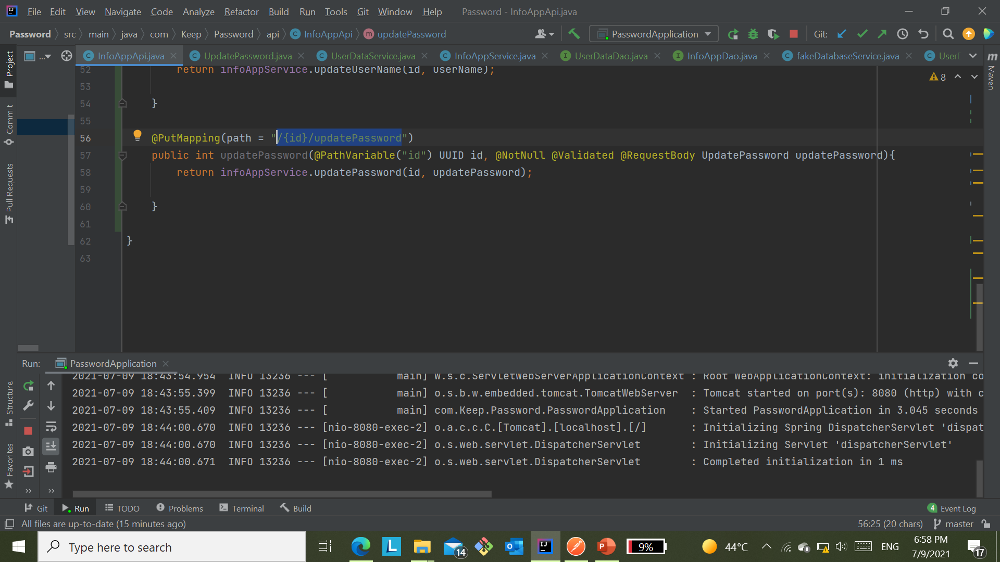 File Edit View Navigate Code Analyze Refactor Build Run Tools Git Window Help Password - InfoAppApi.java
Password src main java com Keep Password api InfoAppApi updatePassword PasswordApplication Git:
Project
Commit
Pull Requests
Structure
Favorites
Maven
... InfoAppApi.java UpdatePassword.java UserDataService.java InfoAppService.java UserDataDao.java InfoAppDao.java fakeDatabaseService.java
8
52 return infoAppService.updateUserName(id, userName);
53
54 }
55
56 @PutMapping(path = "/{id}/updatePassword")
57 public int updatePassword(@PathVariable("id") UUID id, @NotNull @Validated @RequestBody UpdatePassword updatePassword){
58 return infoAppService.updatePassword(id, updatePassword);
59
60 }
61
62 }
63
Run: PasswordApplication
2021-07-09 18:43:54.954 INFO 13236 --- [ main] w.s.c.ServletWebServerApplicationContext : Root WebApplicationContext: initialization co
2021-07-09 18:43:55.399 INFO 13236 --- [ main] o.s.b.w.embedded.tomcat.TomcatWebServer : Tomcat started on port(s): 8080 (http) with c
2021-07-09 18:43:55.409 INFO 13236 --- [ main] com.Keep.Password.PasswordApplication : Started PasswordApplication in 3.045 seconds
2021-07-09 18:44:00.670 INFO 13236 --- [nio-8080-exec-2] o.a.c.c.C.[Tomcat].[localhost].[/] : Initializing Spring DispatcherServlet 'dispat
2021-07-09 18:44:00.670 INFO 13236 --- [nio-8080-exec-2] o.s.web.servlet.DispatcherServlet : Initializing Servlet 'dispatcherServlet'
2021-07-09 18:44:00.671 INFO 13236 --- [nio-8080-exec-2] o.s.web.servlet.DispatcherServlet : Completed initialization in 1 ms
Git Run TODO Problems Terminal Build 4 Event Log
All files are up-to-date (15 minutes ago) 56:25 (20 chars) master
Type here to search 14 9% 44°C ENG 6:58 PM
7/9/2021 17